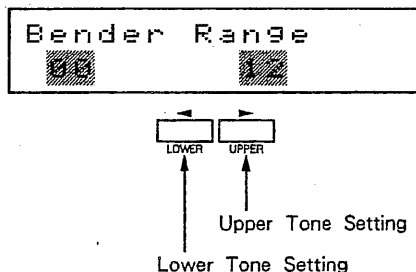 Bender Range
00 12
◄ ►
LOWER UPPER
Upper Tone Setting
Lower Tone Setting